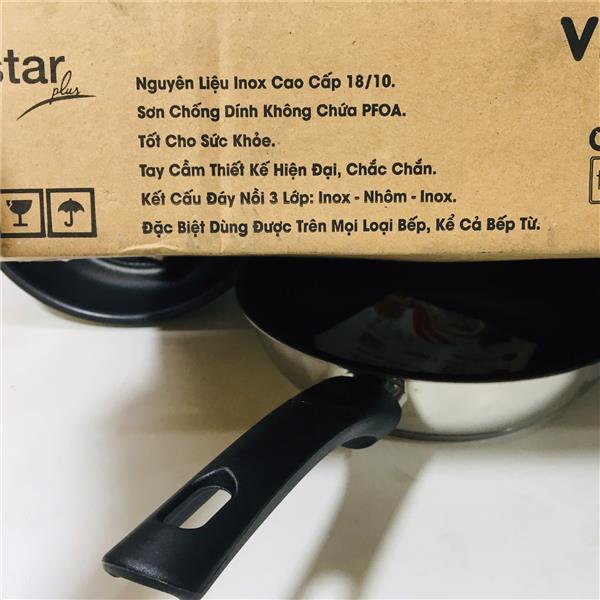 star
plus
Nguyên Liệu Inox Cao Cấp 18/10.
Sơn Chống Dính Không Chứa PFOA.
Tốt Cho Sức Khỏe.
Tay Cầm Thiết Kế Hiện Đại, Chắc Chắn.
Kết Cấu Đáy Nồi 3 Lớp: Inox - Nhôm - Inox.
Đặc Biệt Dùng Được Trên Mọi Loại Bếp, Kể Cả Bếp Từ.